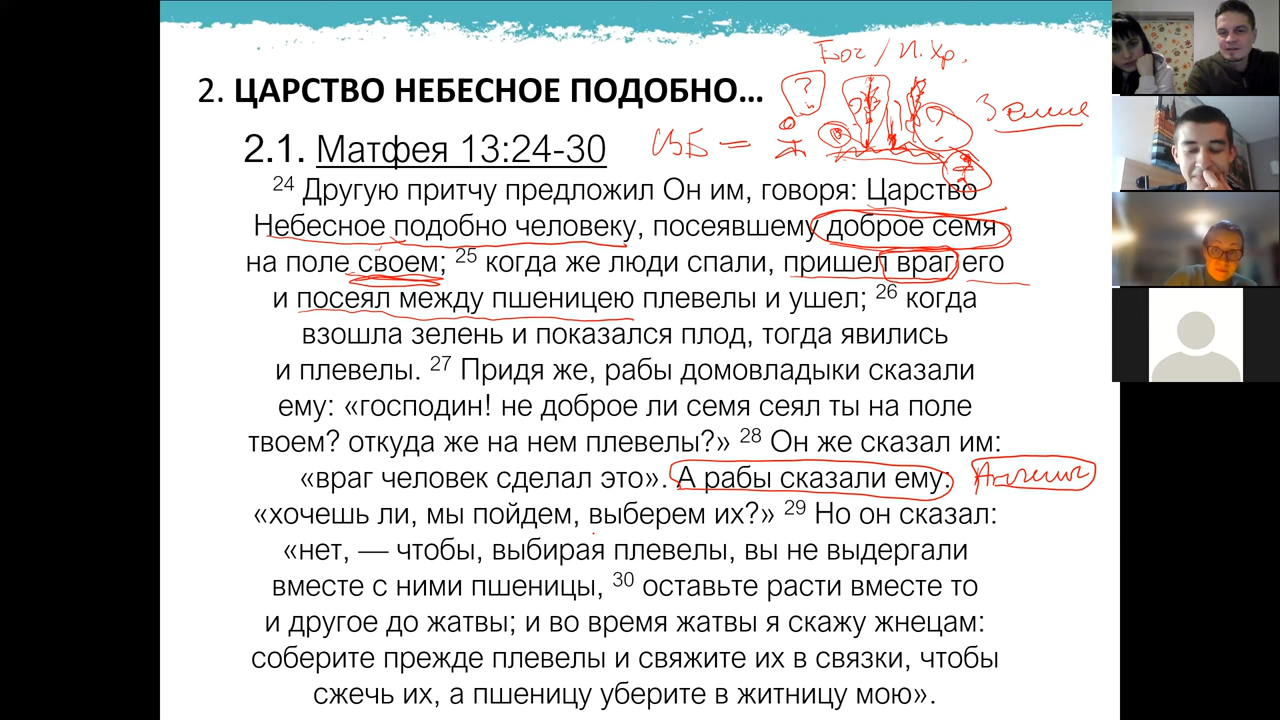 Бог / И.Хр.
2. ЦАРСТВО НЕБЕСНОЕ ПОДОБНО...
?
Земля
ЦБ =
2.1. Матфея 13:24-30
24 Другую притчу предложил Он им, говоря: Царство
Небесное подобно человеку, посеявшему доброе семя
на поле своем; 25 когда же люди спали, пришел враг его
и посеял между пшеницею плевелы и ушел; 26 когда
взошла зелень и показался плод, тогда явились
и плевелы. 27 Придя же, рабы домовладыки сказали
ему: «господин! не доброе ли семя сеял ты на поле
твоем? откуда же на нем плевелы?» 28 Он же сказал им:
«враг человек сделал это». А рабы сказали ему:
«хочешь ли, мы пойдем, выберем их?» 29 Но он сказал:
«нет, — чтобы, выбирая плевелы, вы не выдергали
вместе с ними пшеницы, 30 оставьте расти вместе то
и другое до жатвы; и во время жатвы я скажу жнецам:
соберите прежде плевелы и свяжите их в связки, чтобы
сжечь их, а пшеницу уберите в житницу мою».